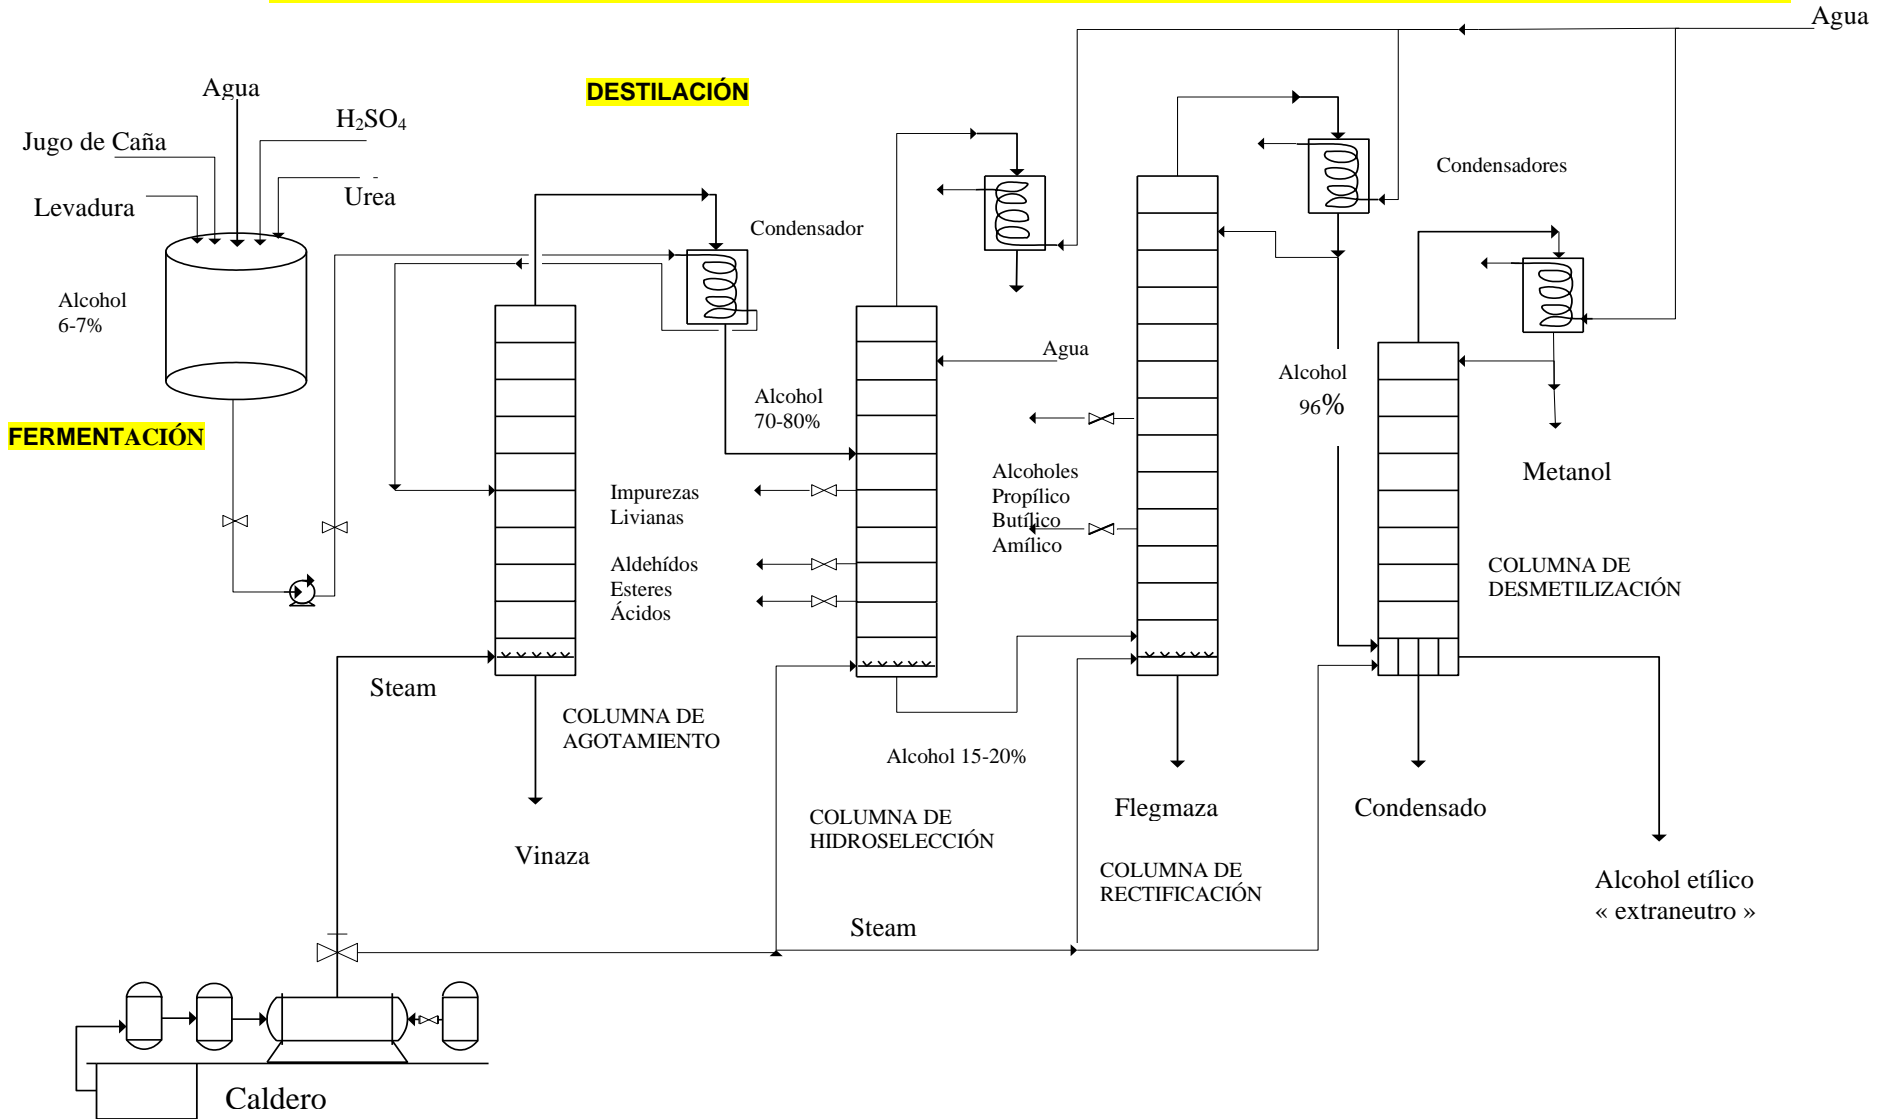 Agua
DESTILACIÓN
Agua
H₂SO₄
Jugo de Caña
Urea
Levadura
Condensador
Condensadores
Alcohol
6-7%
Agua
Alcohol
96%
Alcohol
70-80%
FERMENTACIÓN
Metanol
Impurezas
Livianas
Alcoholes
Propílico
Butílico
Amílico
Aldehídos
Esteres
Ácidos
COLUMNA DE
DESMETILIZACIÓN
Steam
COLUMNA DE
AGOTAMIENTO
Alcohol 15-20%
Flegmaza
Condensado
COLUMNA DE
HIDROSELECCIÓN
Vinaza
COLUMNA DE
RECTIFICACIÓN
Alcohol etílico
« extraneutro »
Steam
Caldero